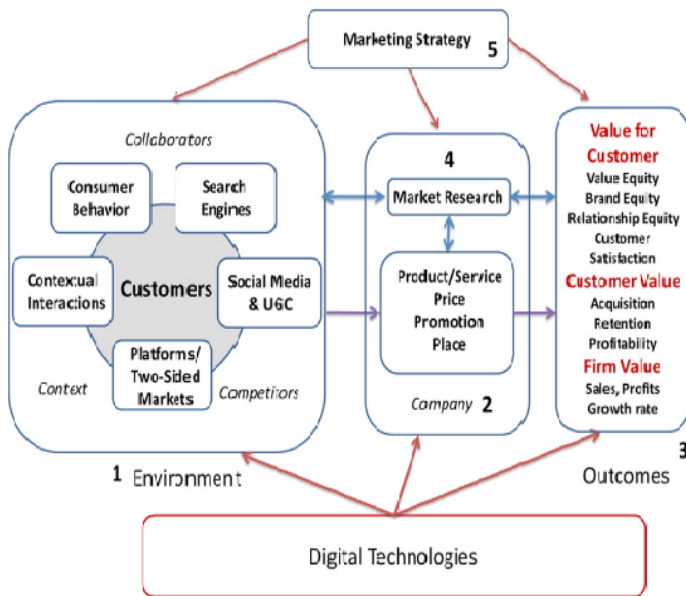 Marketing Strategy
5
Collaborators
Consumer
Behavior
Search
Engines
Contextual
Interactions
Customers
Social Media
& UGC
Platforms/
Two-Sided
Markets
Context
Competitors
1 Environment
4
Market Research
Product/Service
Price
Promotion
Place
Company 2
Value for
Customer
Value Equity
Brand Equity
Relationship Equity
Customer
Satisfaction
Customer Value
Acquisition
Retention
Profitability
Firm Value
Sales, Profits
Growth rate
3
Outcomes
Digital Technologies